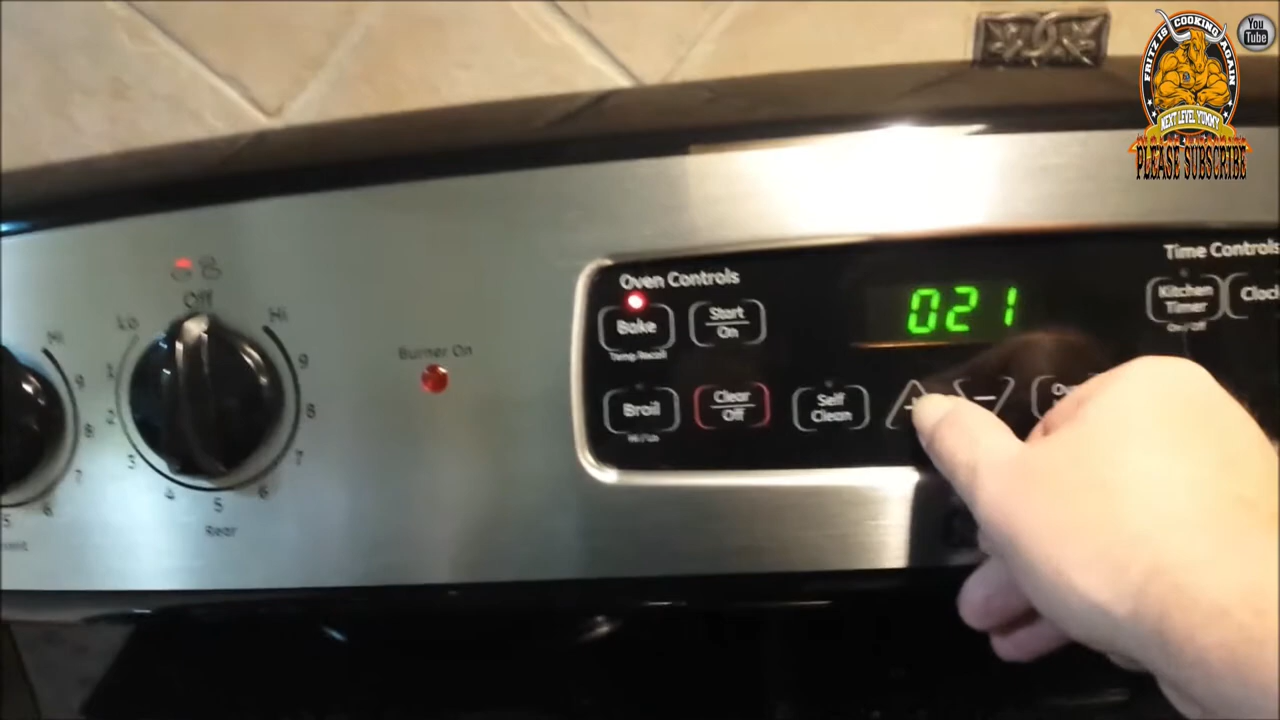 FRITZ IS COOKING AGAIN
NEXT LEVEL YUMMY
PLEASE SUBSCRIBE
You
Tube
Time Controls
Oven Controls
021
Kitchen
Timer
On/Off
Cloc
Bake
Temp Recall
Start
On
Broil
Hi/Lo
Clear
Off
Self
Clean
+
−
Off
Lo
Hi
1
2
3
4
5
6
7
8
9
Rear
Burner On
Hi
9
8
7
6
5